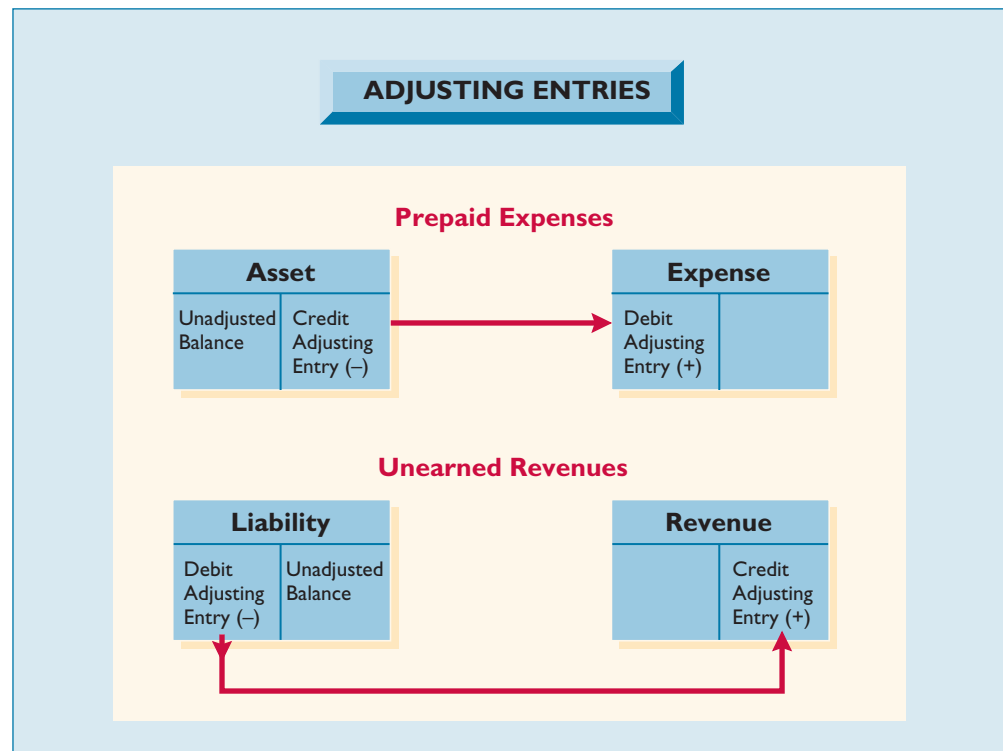 ADJUSTING ENTRIES
Prepaid Expenses
Asset
Unadjusted
Balance
Credit
Adjusting
Entry (–)
Expense
Debit
Adjusting
Entry (+)
Unearned Revenues
Liability
Debit
Adjusting
Entry (–)
Unadjusted
Balance
Revenue
Credit
Adjusting
Entry (+)